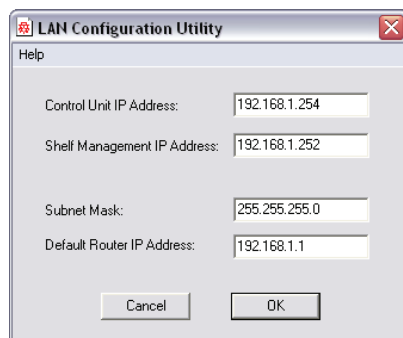 LAN Configuration Utility
Help
Control Unit IP Address: 192.168.1.254
Shelf Management IP Address: 192.168.1.252
Subnet Mask: 255.255.255.0
Default Router IP Address: 192.168.1.1
Cancel OK